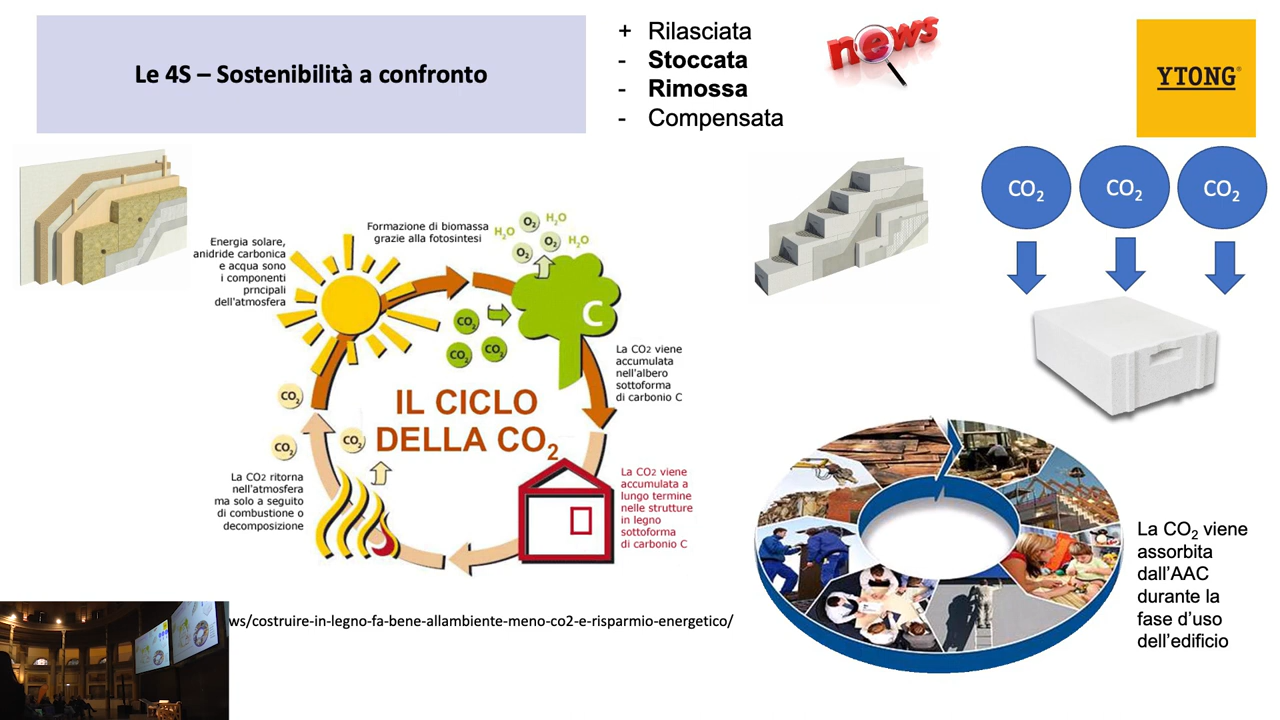 Le 4S – Sostenibilità a confronto
+ Rilasciata
- Stoccata
- Rimossa
- Compensata
news
YTONG®
CO2
CO2
CO2
Formazione di biomassa
grazie alla fotosintesi
H2O
O2
H2O
O2
O2
H2O
Energia solare,
anidride carbonica
e acqua sono
i componenti
prncipali
dell'atmosfera
C
CO2
CO2
CO2
La CO2 viene
accumulata
nell'albero
sottoforma
di carbonio C
CO2
CO2
CO2
IL CICLO
DELLA CO2
La CO2 ritorna
nell'atmosfera
ma solo a seguito
di combustione o
decomposizione
La CO2 viene
accumulata a
lungo termine
nelle strutture
in legno
sottoforma
di carbonio C
La CO2 viene
assorbita
dall'AAC
durante la
fase d'uso
dell'edificio
ws/costruire-in-legno-fa-bene-allambiente-meno-co2-e-risparmio-energetico/